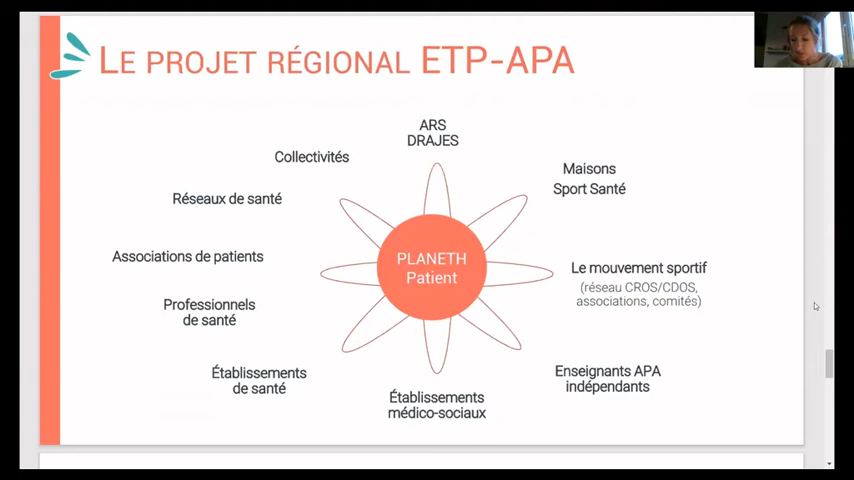 LE PROJET RÉGIONAL ETP-APA
ARS
DRAJES
Collectivités
Maisons
Sport Santé
Réseaux de santé
Associations de patients
PLANETH
Patient
Le mouvement sportif
(réseau CROS/CDOS,
associations, comités)
Professionnels
de santé
Établissements
de santé
Enseignants APA
indépendants
Établissements
médico-sociaux